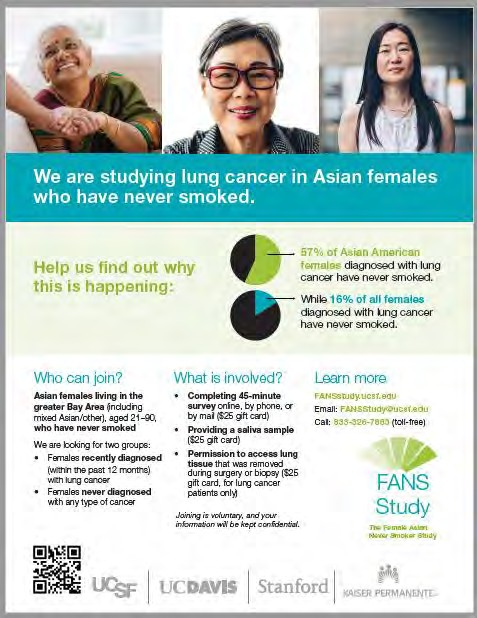 We are studying lung cancer in Asian females
who have never smoked.
Help us find out why
this is happening:
57% of Asian American
females diagnosed with lung
cancer have never smoked.
While 16% of all females
diagnosed with lung cancer
have never smoked.
Who can join?
Asian females living in the
greater Bay Area (including
mixed Asian/other), aged 21–90,
who have never smoked
We are looking for two groups:
• Females recently diagnosed
(within the past 12 months)
with lung cancer
• Females never diagnosed
with any type of cancer
What is involved?
• Completing 45-minute
survey online, by phone, or
by mail ($25 gift card)
• Providing a saliva sample
($25 gift card)
• Permission to access lung
tissue that was removed
during surgery or biopsy ($25
gift card, for lung cancer
patients only)
Joining is voluntary, and your
information will be kept confidential.
Learn more
FANSstudy.ucsf.edu
Email: FANSStudy@ucsf.edu
Call: 833-326-7883 (toll-free)
FANS
Study
The Female Asian
Never Smoker Study
UCSF
UCDAVIS
Stanford
KAISER PERMANENTE